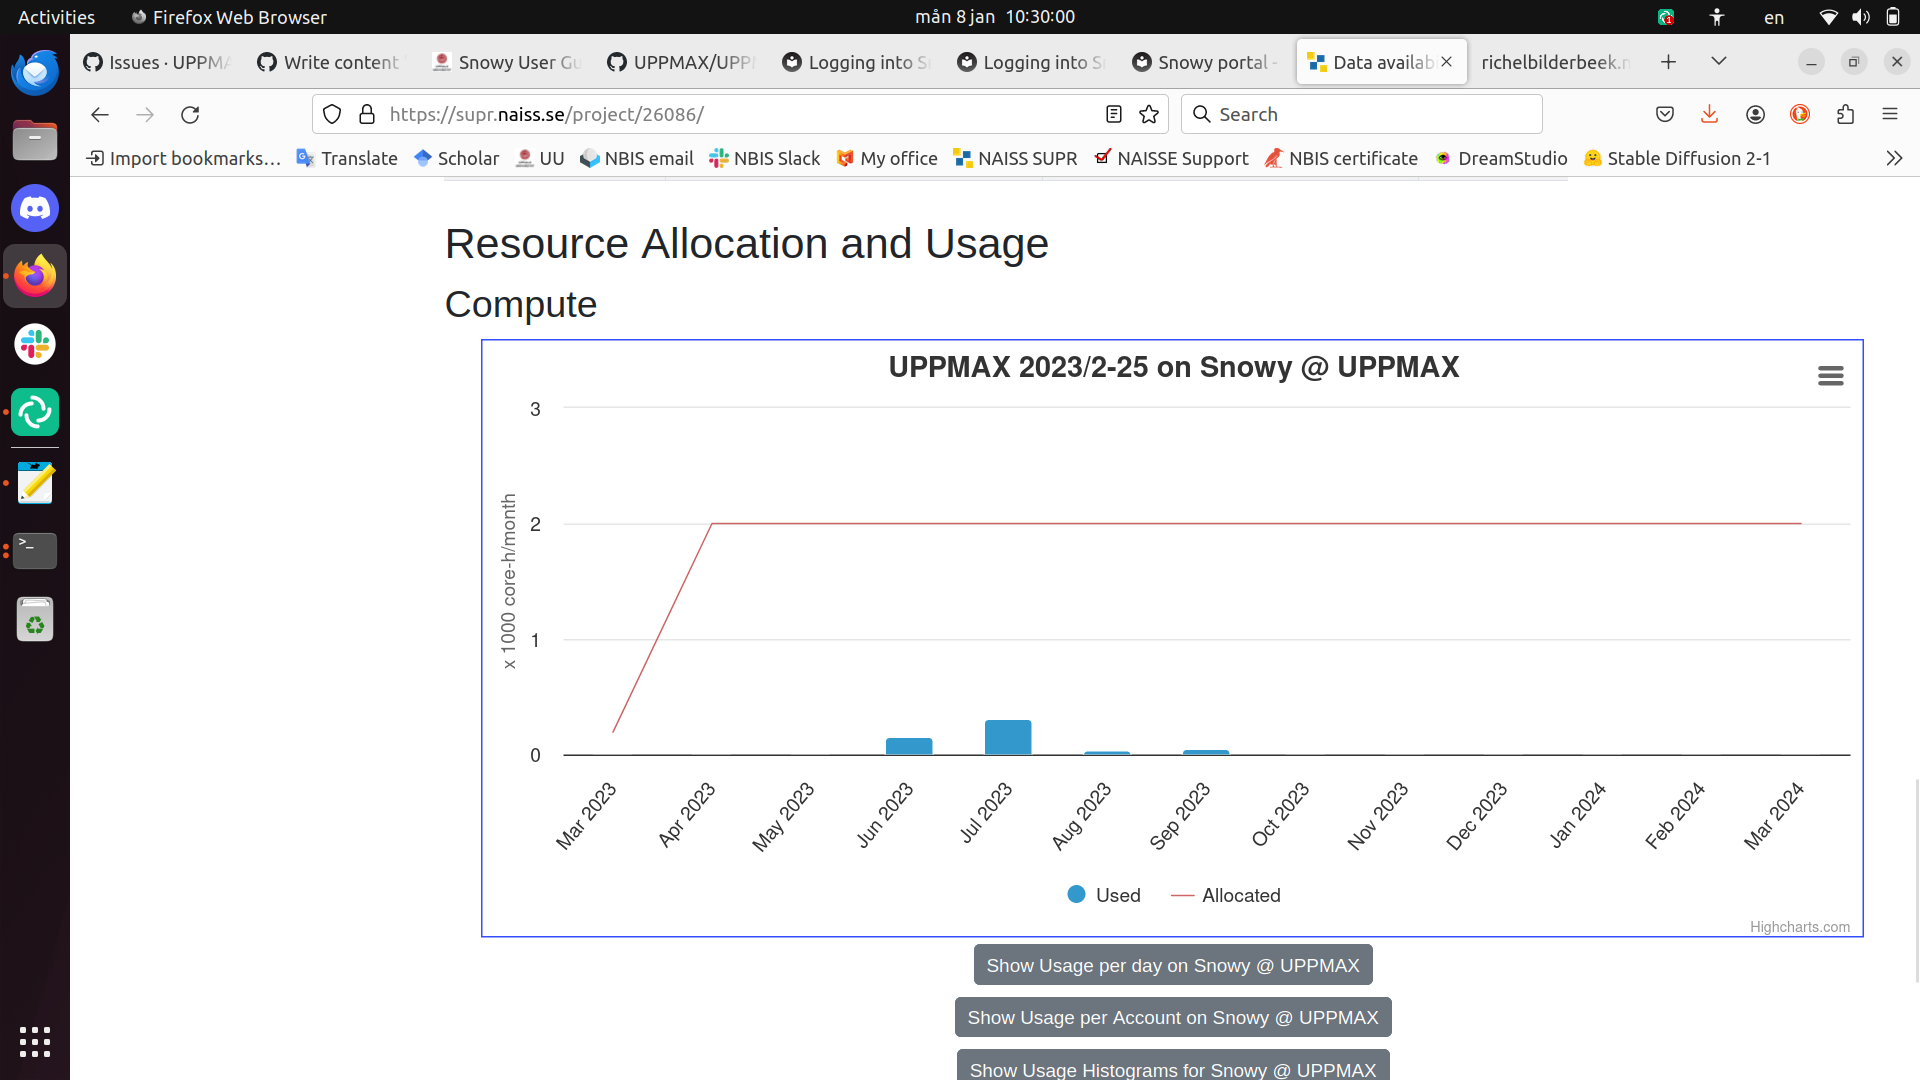 Activities
Firefox Web Browser
mån 8 jan 10:30:00
en
Issues · UPPMA
Write content
Snowy User Gu
UPPMAX/UPPM
Logging into S
Logging into S
Snowy portal -
Data availab
richelbilderbeek.n
https://supr.naiss.se/project/26086/
Search
Import bookmarks…
Translate
Scholar
UU
NBIS email
NBIS Slack
My office
NAISS SUPR
NAISSE Support
NBIS certificate
DreamStudio
Stable Diffusion 2-1
Resource Allocation and Usage
Compute
UPPMAX 2023/2-25 on Snowy @ UPPMAX
3
2
1
0
x 1000 core-h/month
Mar 2023
Apr 2023
May 2023
Jun 2023
Jul 2023
Aug 2023
Sep 2023
Oct 2023
Nov 2023
Dec 2023
Jan 2024
Feb 2024
Mar 2024
Used
Allocated
Highcharts.com
Show Usage per day on Snowy @ UPPMAX
Show Usage per Account on Snowy @ UPPMAX
Show Usage Histograms for Snowy @ UPPMAX